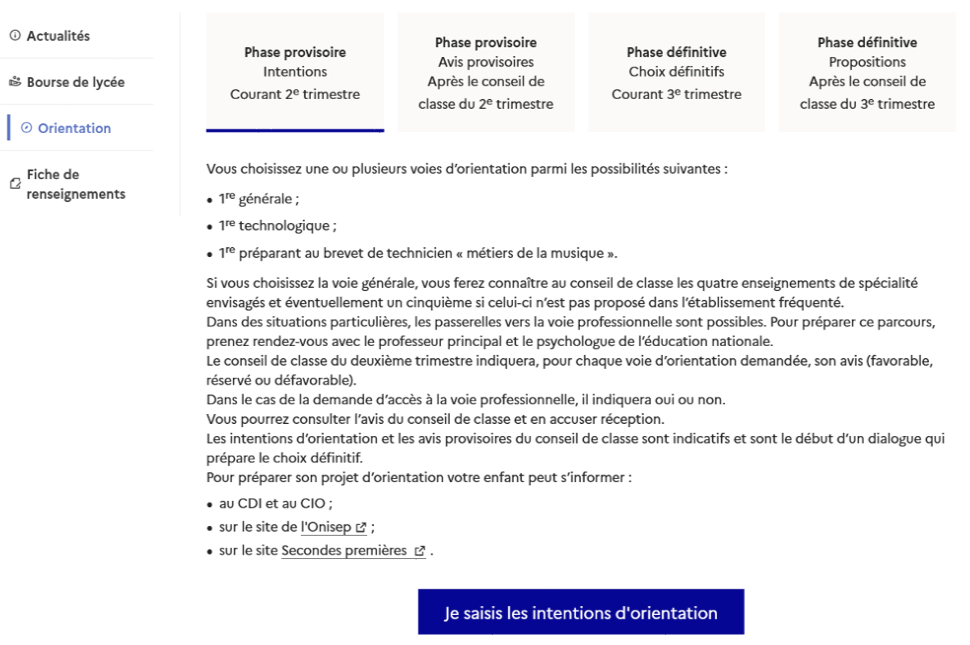 Actualités
Bourse de lycée
Orientation
Fiche de
renseignements
Phase provisoire
Intentions
Courant 2e trimestre
Phase provisoire
Avis provisoires
Après le conseil de
classe du 2e trimestre
Phase définitive
Choix définitifs
Courant 3e trimestre
Phase définitive
Propositions
Après le conseil de
classe du 3e trimestre
Vous choisissez une ou plusieurs voies d'orientation parmi les possibilités suivantes :
• 1re générale ;
• 1re technologique ;
• 1re préparant au brevet de technicien « métiers de la musique ».
Si vous choisissez la voie générale, vous ferez connaître au conseil de classe les quatre enseignements de spécialité
envisagés et éventuellement un cinquième si celui-ci n'est pas proposé dans l'établissement fréquenté.
Dans des situations particulières, les passerelles vers la voie professionnelle sont possibles. Pour préparer ce parcours,
prenez rendez-vous avec le professeur principal et le psychologue de l'éducation nationale.
Le conseil de classe du deuxième trimestre indiquera, pour chaque voie d'orientation demandée, son avis (favorable,
réservé ou défavorable).
Dans le cas de la demande d'accès à la voie professionnelle, il indiquera oui ou non.
Vous pourrez consulter l'avis du conseil de classe et en accuser réception.
Les intentions d'orientation et les avis provisoires du conseil de classe sont indicatifs et sont le début d'un dialogue qui
prépare le choix définitif.
Pour préparer son projet d'orientation votre enfant peut s'informer :
• au CDI et au CIO ;
• sur le site de l'Onisep ;
• sur le site Secondes premières .
Je saisis les intentions d'orientation